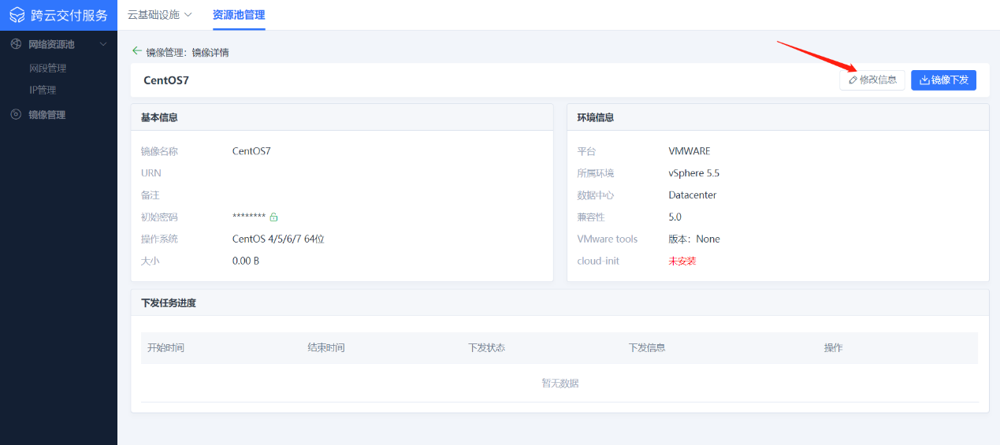 跨云交付服务
云基础设施
资源池管理
网络资源池
网段管理
IP管理
镜像管理
镜像管理：镜像详情
CentOS7
修改信息
镜像下发
基本信息
镜像名称 CentOS7
URN
备注
初始密码 ********
操作系统 CentOS 4/5/6/7 64位
大小 0.00 B
环境信息
平台 VMWARE
所属环境 vSphere 5.5
数据中心 Datacenter
兼容性 5.0
VMware tools 版本：None
cloud-init 未安装
下发任务进度
开始时间 结束时间 下发状态 下发信息 操作
暂无数据